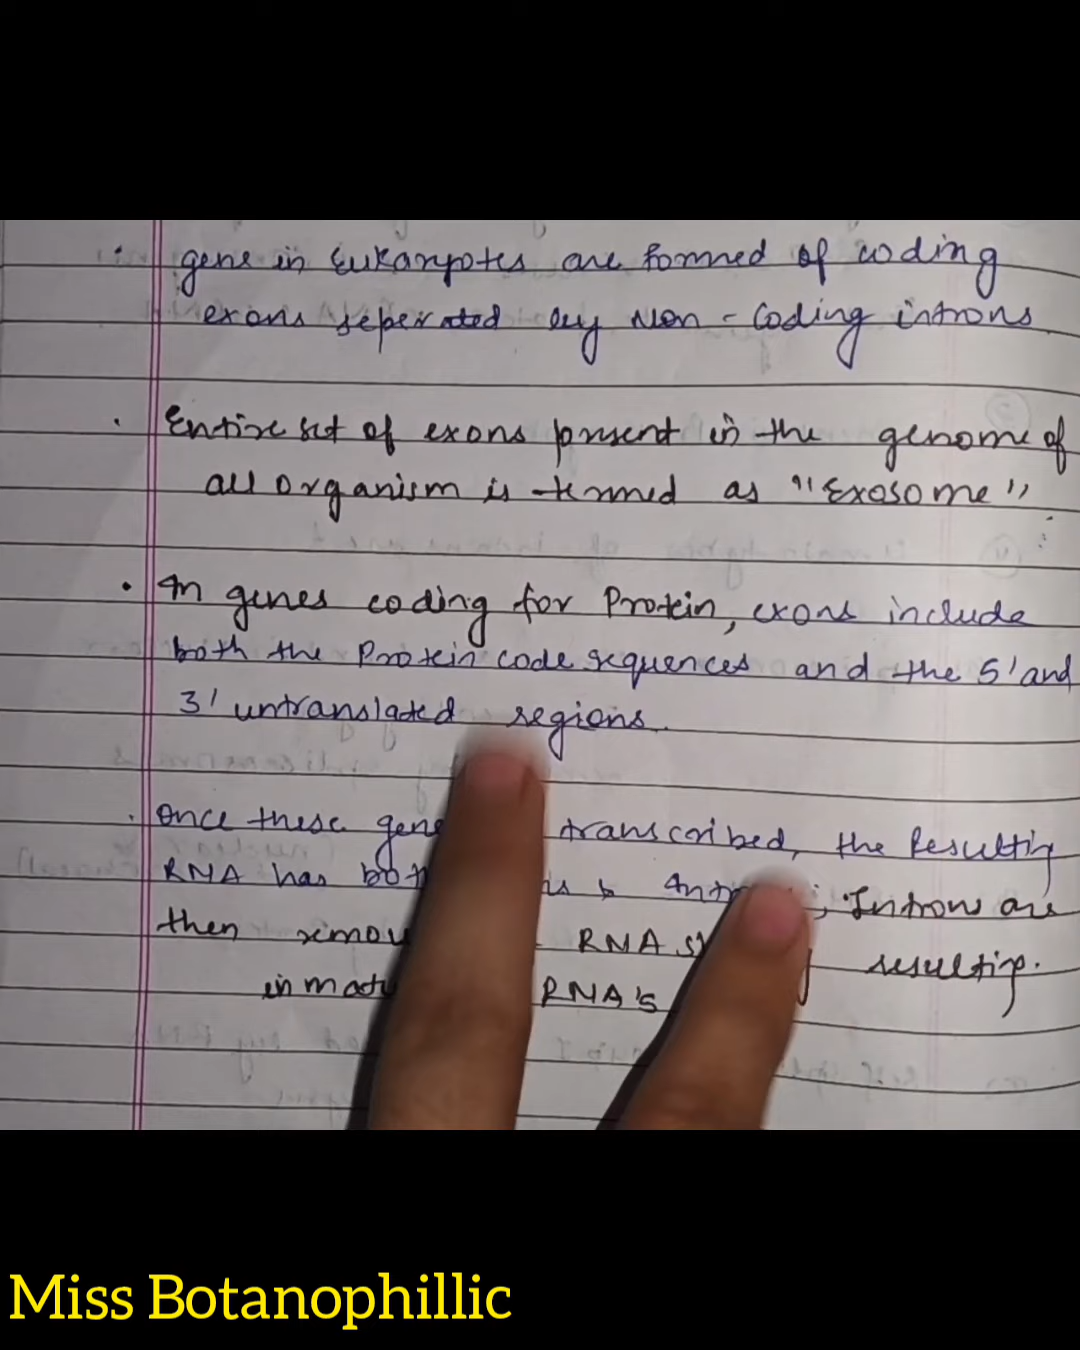 gene in Eukaryotes are formed of coding
exons seperated by Non - Coding introns
Entire set of exons present in the genome of
all organism is termed as "Exosome"
In genes coding for Protein, exons include
both the Protein code sequences and the 5' and
3' untranslated regions.
Once these gene transcribed, the Resulting
RNA has ; Introns are
then RNA resulting.
in RNA's
Miss Botanophillic